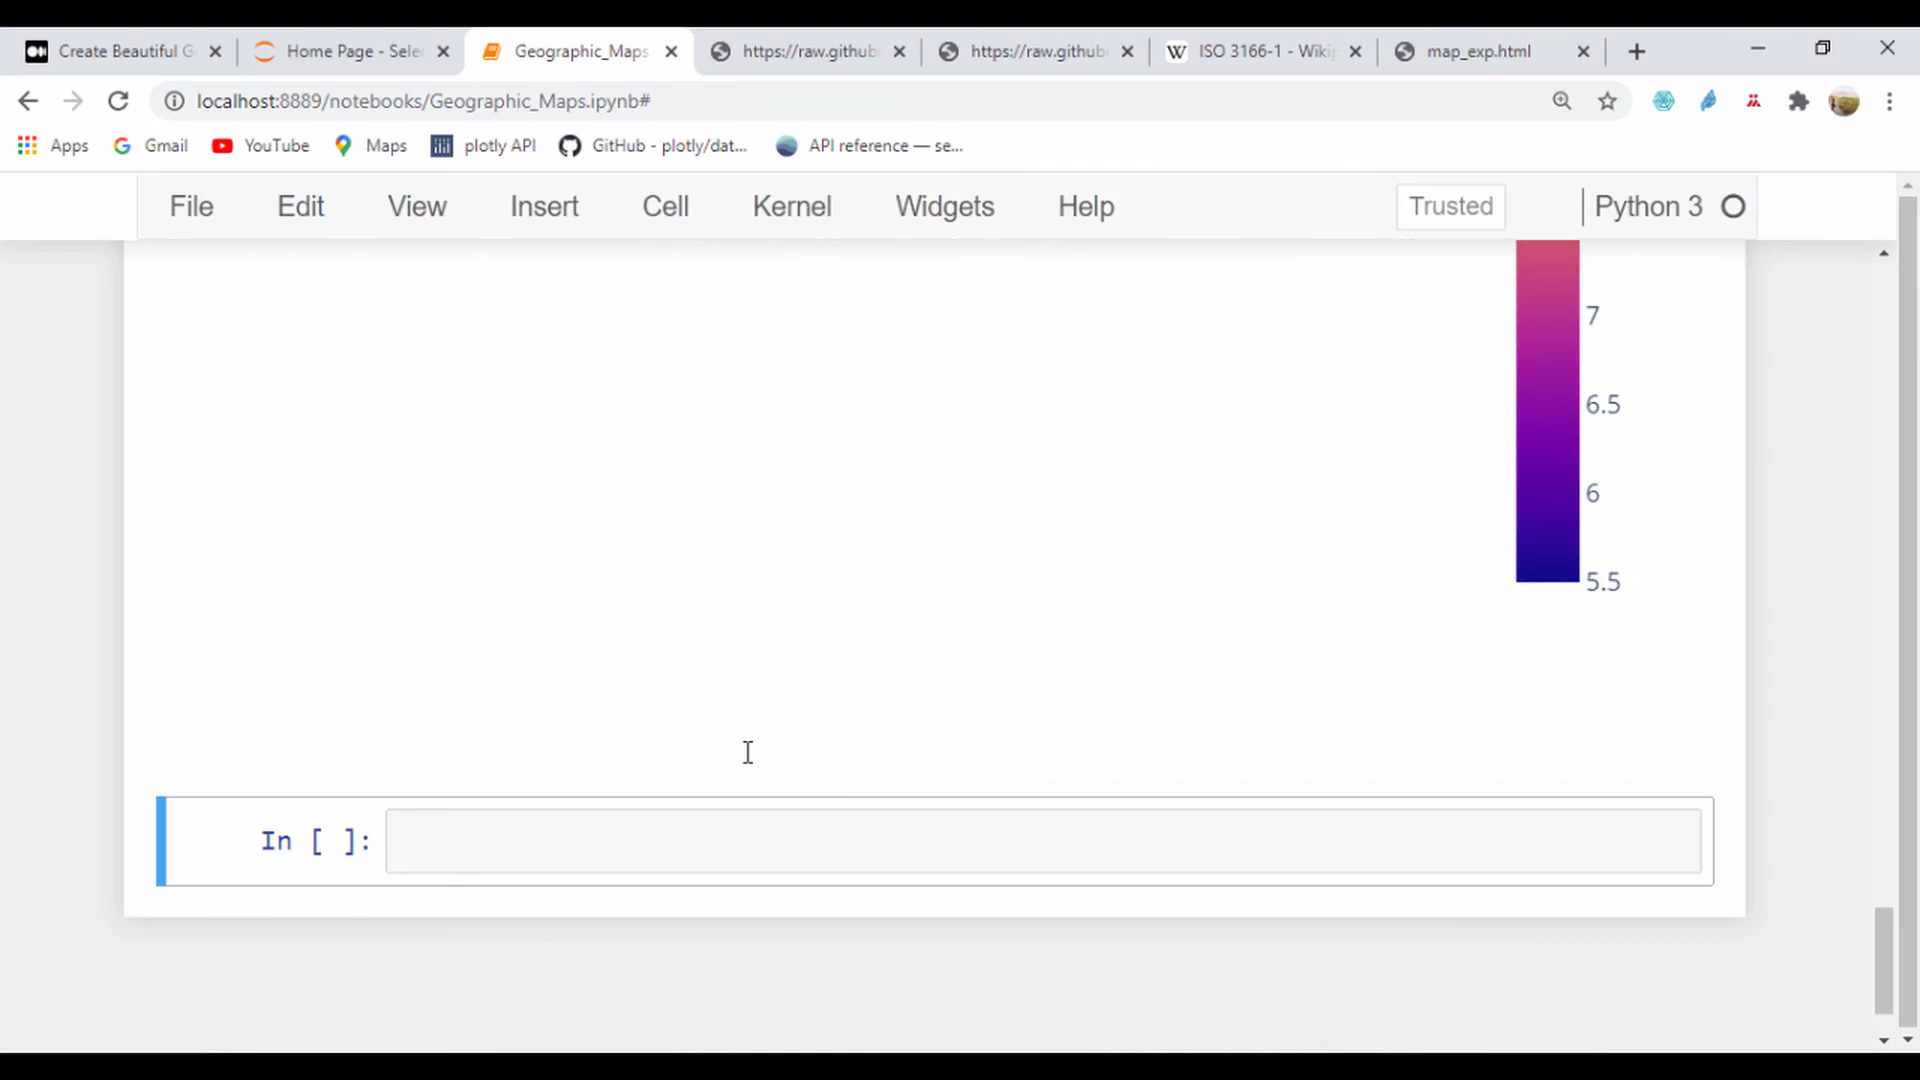 Create Beautiful G
Home Page - Selec
Geographic_Maps
https://raw.github
https://raw.github
ISO 3166-1 - Wikip
map_exp.html
localhost:8889/notebooks/Geographic_Maps.ipynb#
Apps
Gmail
YouTube
Maps
plotly API
GitHub - plotly/dat...
API reference — se...
File
Edit
View
Insert
Cell
Kernel
Widgets
Help
Trusted
Python 3
7
6.5
6
5.5
In [ ]: